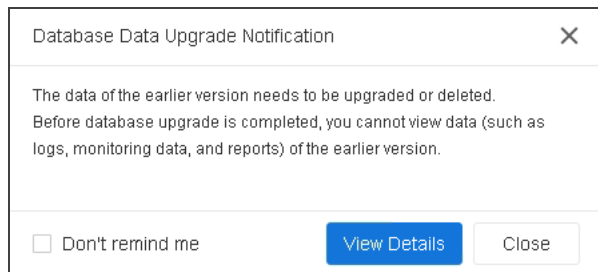 Database Data Upgrade Notification
The data of the earlier version needs to be upgraded or deleted.
Before database upgrade is completed, you cannot view data (such as
logs, monitoring data, and reports) of the earlier version.
Don't remind me
View Details
Close